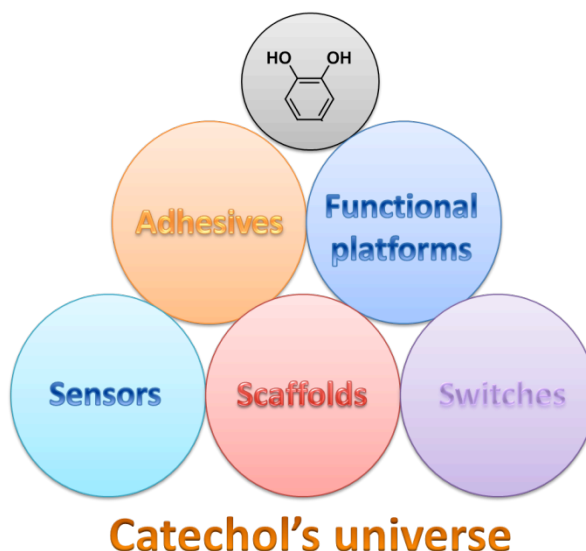 HO OH
Adhesives
Functional
platforms
Sensors
Scaffolds
Switches
Catechol's universe